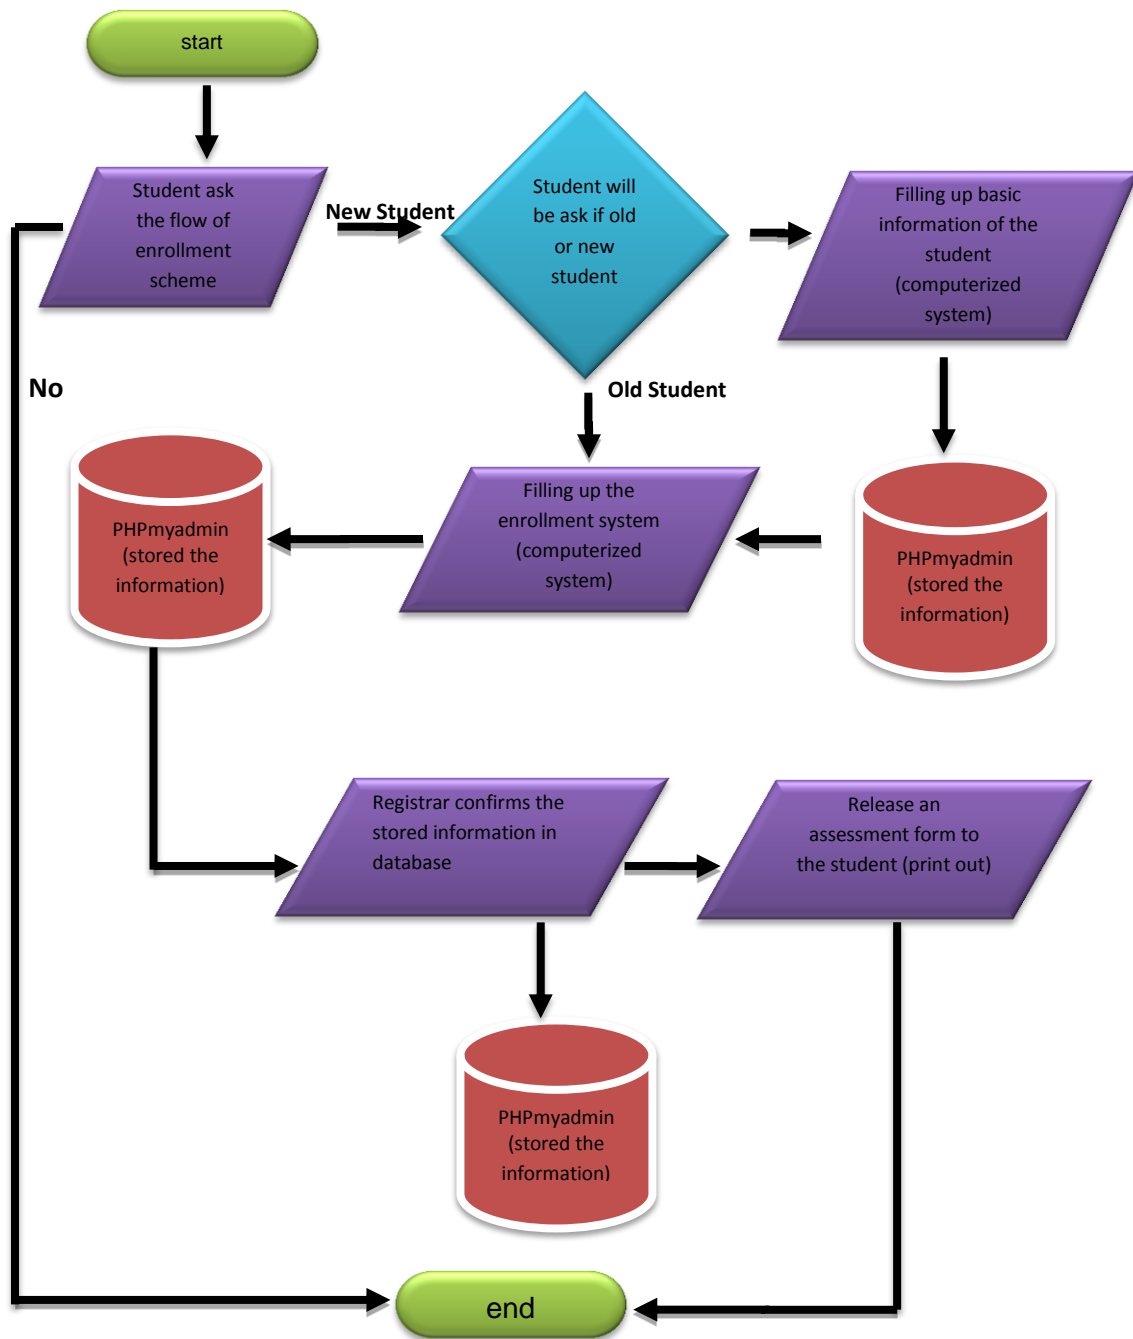 start
Student ask
the flow of
enrollment
scheme
New Student
Student will
be ask if old
or new
student
Filling up basic
information of the
student
(computerized
system)
No
Old Student
PHPmyadmin
(stored the
information)
Filling up the
enrollment system
(computerized
system)
PHPmyadmin
(stored the
information)
Registrar confirms the
stored information in
database
Release an
assessment form to
the student (print out)
PHPmyadmin
(stored the
information)
end